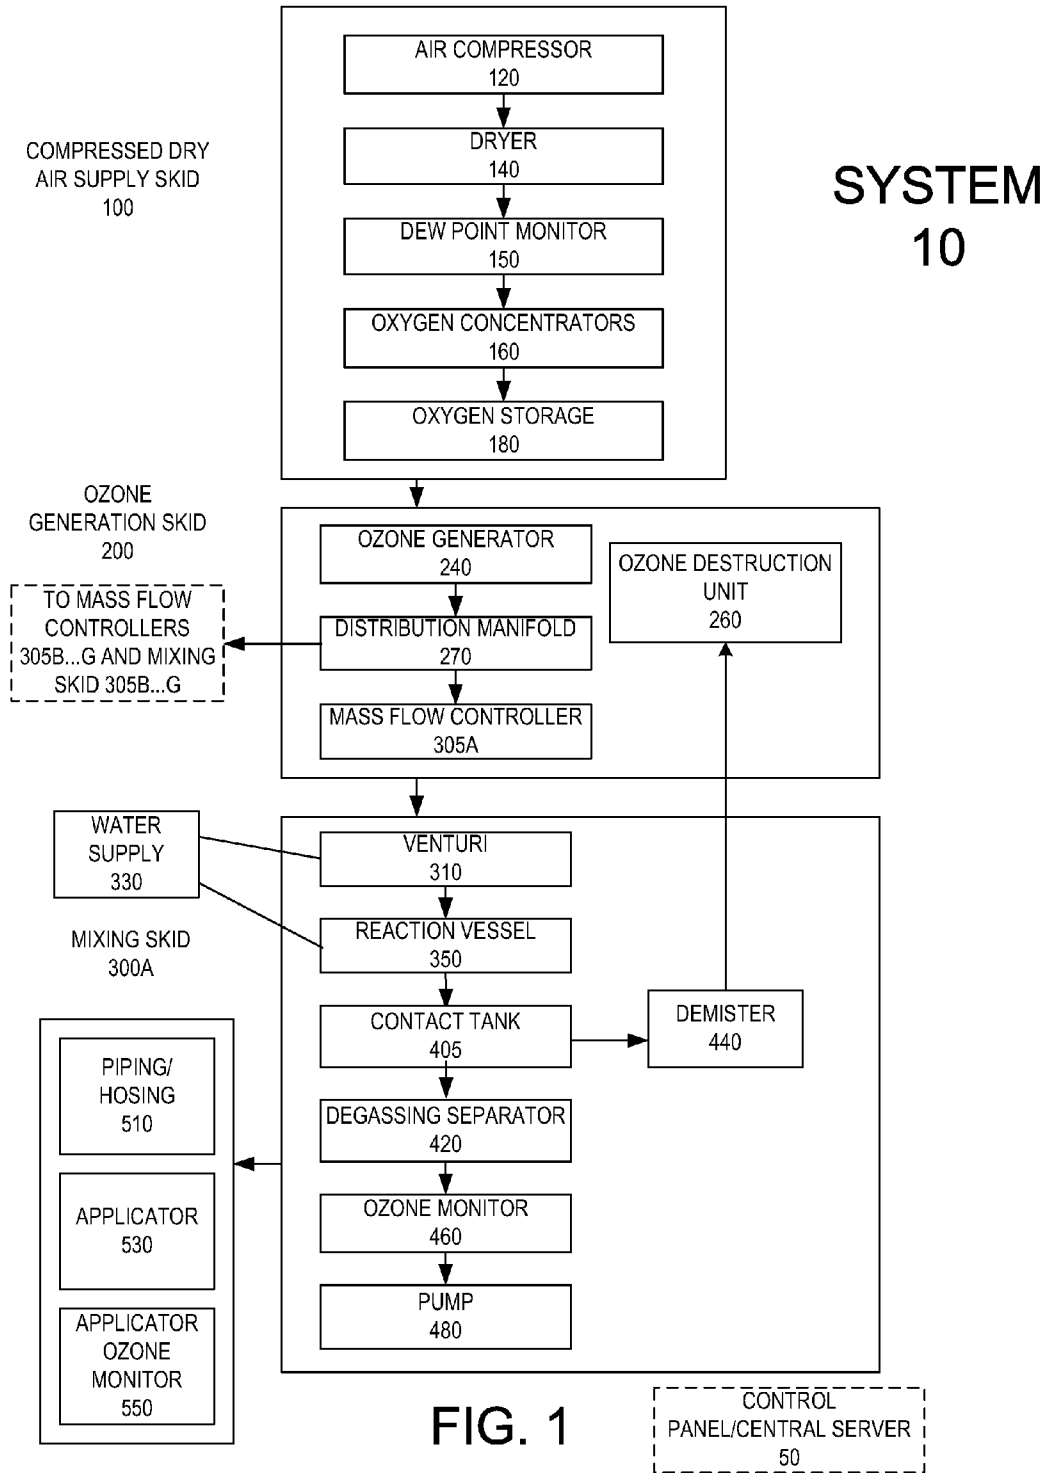 AIR COMPRESSOR
120
DRYER
140
COMPRESSED DRY
AIR SUPPLY SKID
100
SYSTEM
10
DEW POINT MONITOR
150
OXYGEN CONCENTRATORS
160
OXYGEN STORAGE
180
OZONE
GENERATION SKID
200
OZONE GENERATOR
240
OZONE DESTRUCTION
UNIT
260
TO MASS FLOW
CONTROLLERS
305B...G AND MIXING
SKID 305B...G
DISTRIBUTION MANIFOLD
270
MASS FLOW CONTROLLER
305A
WATER
SUPPLY
330
VENTURI
310
REACTION VESSEL
350
MIXING SKID
300A
CONTACT TANK
405
DEMISTER
440
PIPING/
HOSING
510
DEGASSING SEPARATOR
420
APPLICATOR
530
OZONE MONITOR
460
PUMP
480
APPLICATOR
OZONE
MONITOR
550
FIG. 1
CONTROL
PANEL/CENTRAL SERVER
50